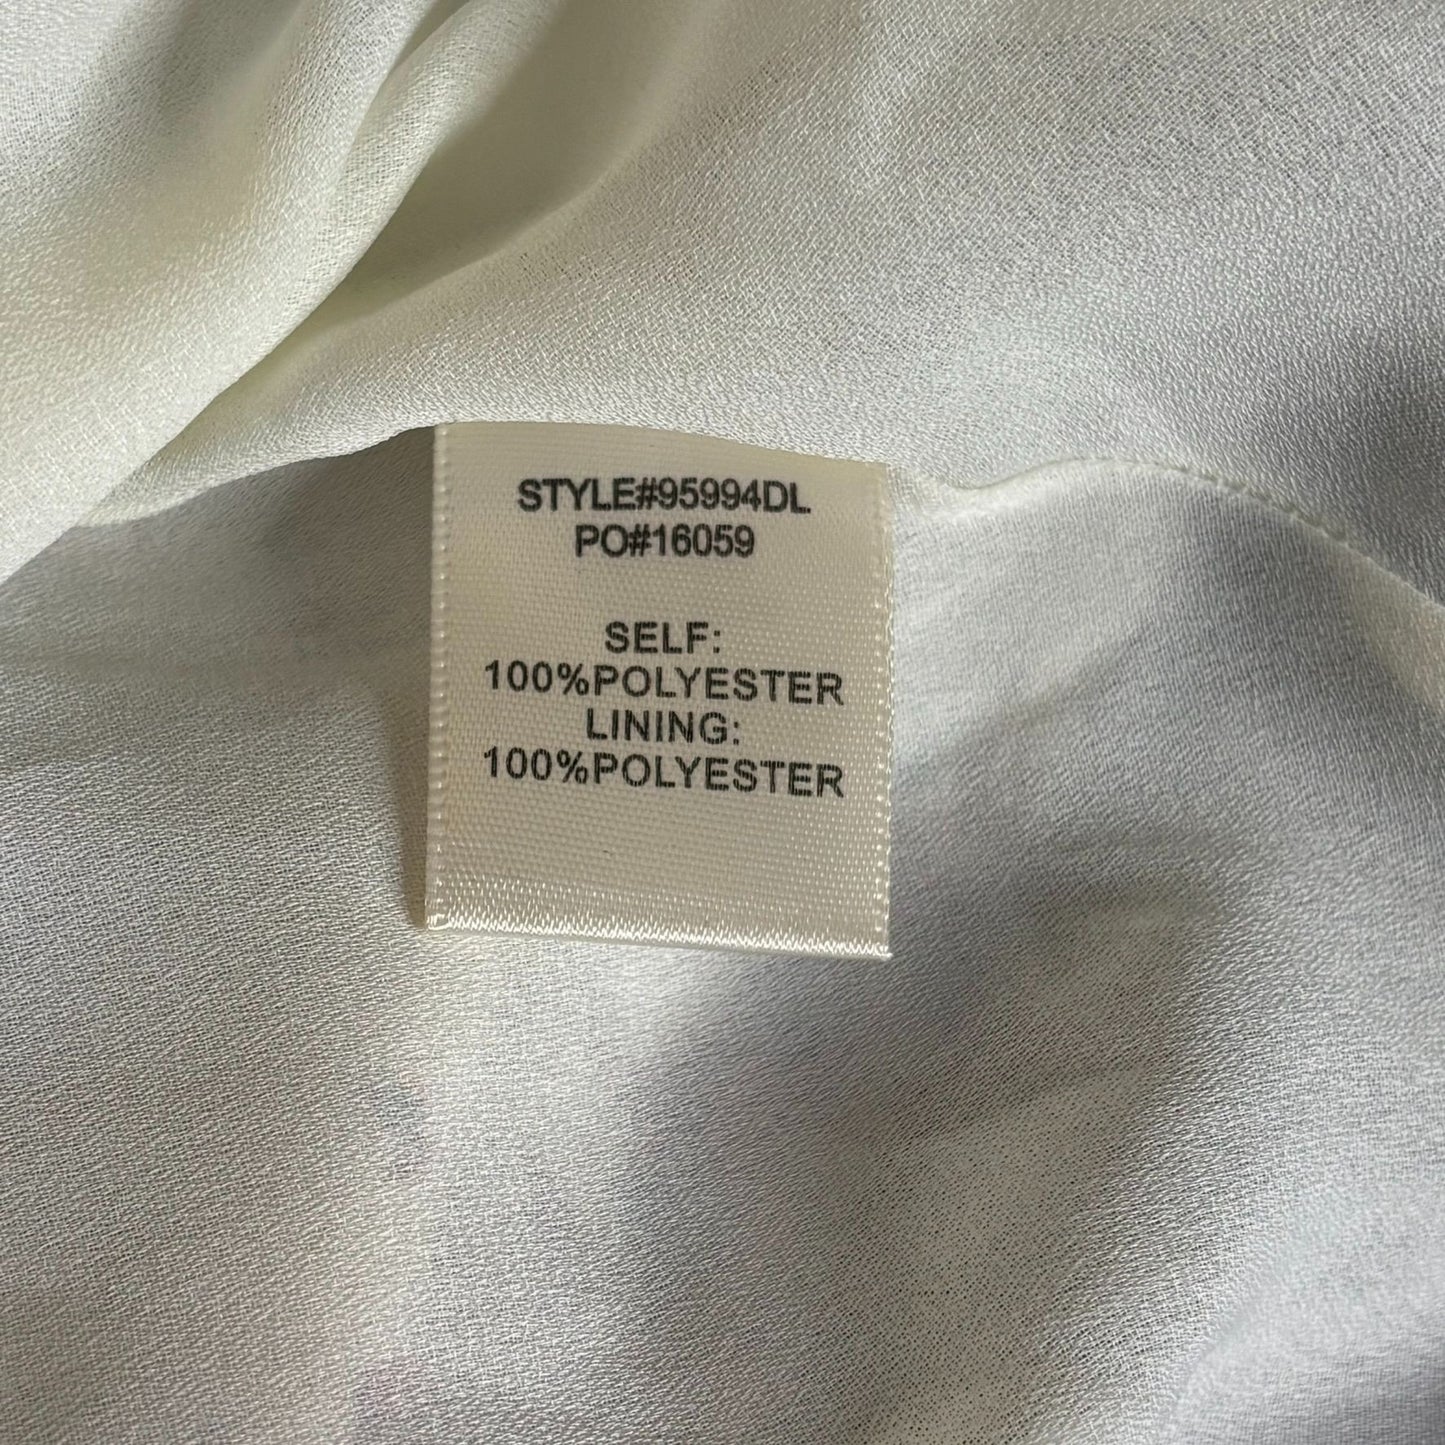 STYLE#95994DL
PO#16059
SELF:
100%POLYESTER
LINING:
100%POLYESTER